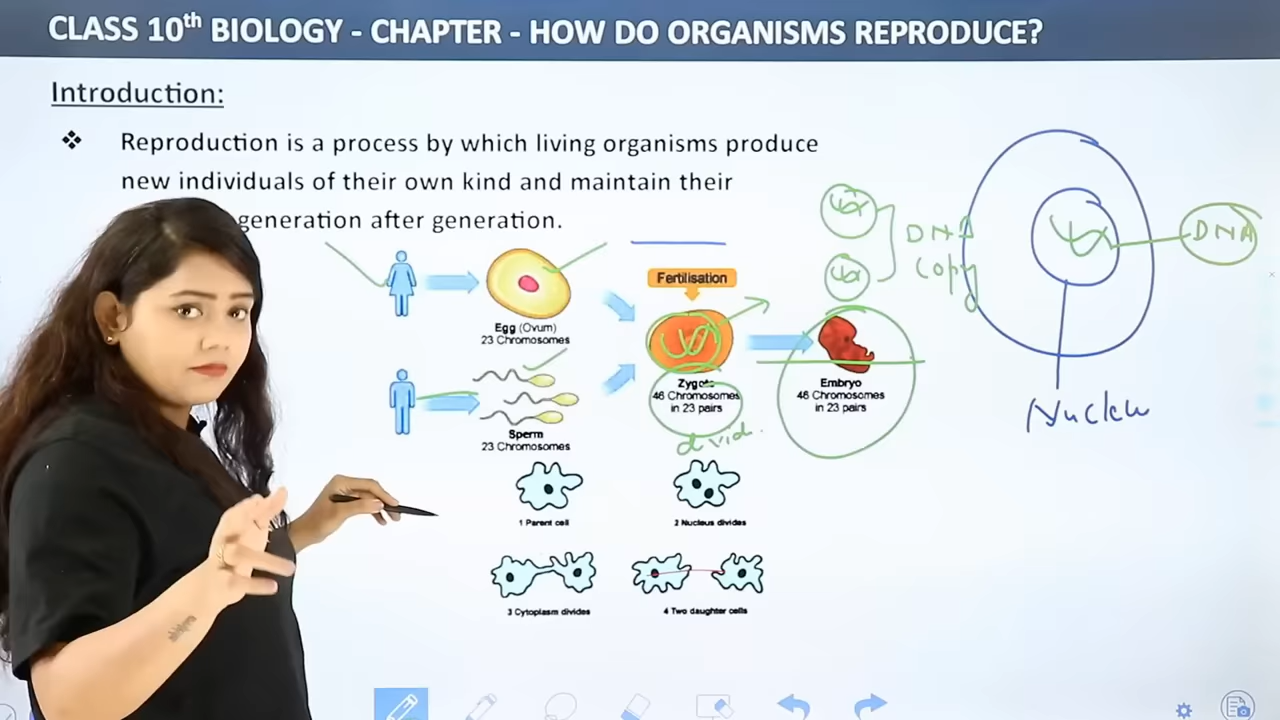 CLASS 10th BIOLOGY - CHAPTER - HOW DO ORGANISMS REPRODUCE?
Introduction:
❖ Reproduction is a process by which living organisms produce
new individuals of their own kind and maintain their
generation after generation.
DNA
Copy
DNA
Fertilisation
Egg (Ovum)
23 Chromosomes
Zygote
46 Chromosomes
in 23 pairs
Embryo
46 Chromosomes
in 23 pairs
Sperm
23 Chromosomes
divid.
1 Parent cell
2 Nucleus divides
3 Cytoplasm divides
4 Two daughter cells